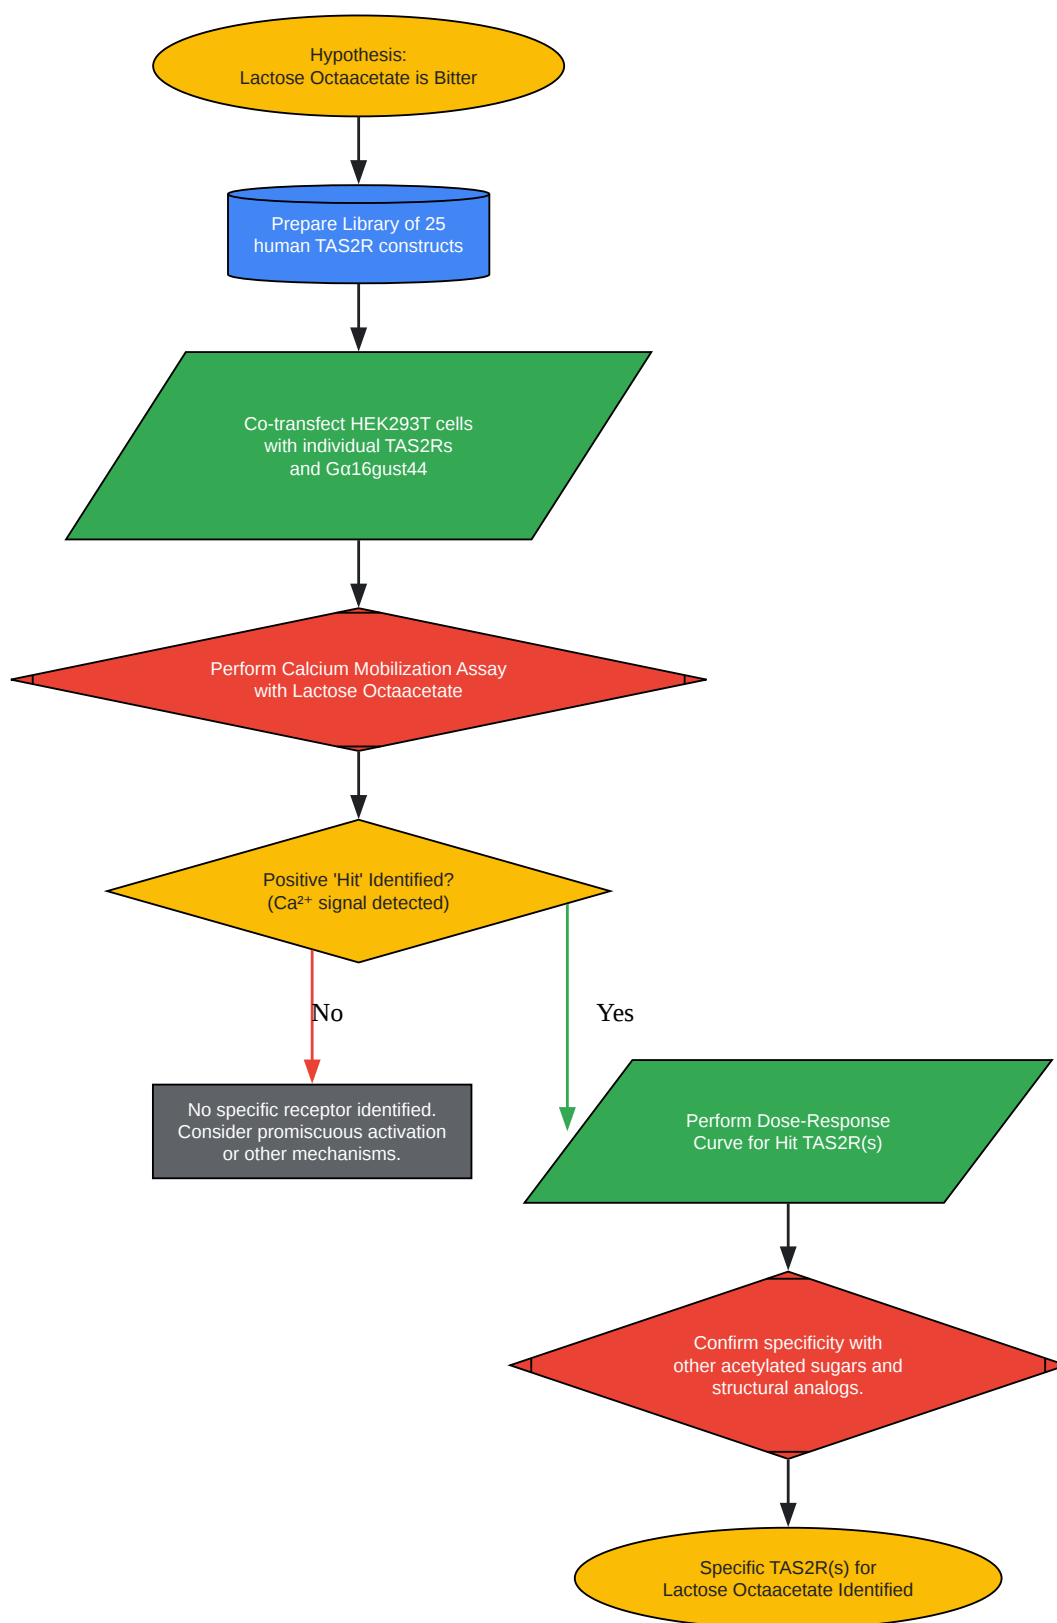 Hypothesis:
Lactose Octaacetate is Bitter
Prepare Library of 25
human TAS2R constructs
Co-transfect HEK293T cells
with individual TAS2Rs
and Gα16gust44
Perform Calcium Mobilization Assay
with Lactose Octaacetate
Positive 'Hit' Identified?
(Ca²⁺ signal detected)
No
Yes
No specific receptor identified.
Consider promiscuous activation
or other mechanisms.
Perform Dose-Response
Curve for Hit TAS2R(s)
Confirm specificity with
other acetylated sugars and
structural analogs.
Specific TAS2R(s) for
Lactose Octaacetate Identified